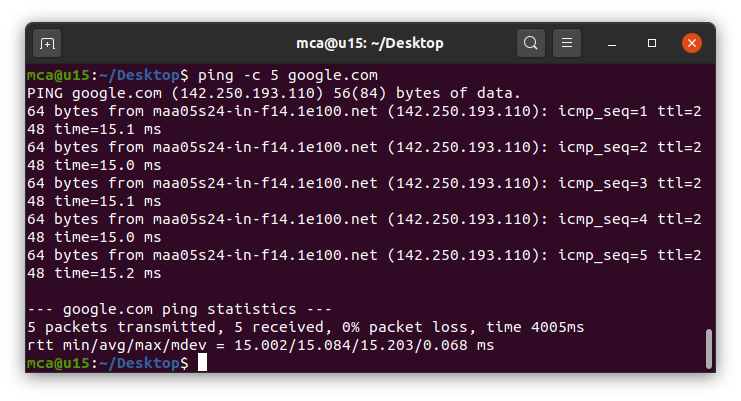 mca@u15: ~/Desktop
mca@u15:~/Desktop$ ping -c 5 google.com
PING google.com (142.250.193.110) 56(84) bytes of data.
64 bytes from maa05s24-in-f14.1e100.net (142.250.193.110): icmp_seq=1 ttl=2
48 time=15.1 ms
64 bytes from maa05s24-in-f14.1e100.net (142.250.193.110): icmp_seq=2 ttl=2
48 time=15.0 ms
64 bytes from maa05s24-in-f14.1e100.net (142.250.193.110): icmp_seq=3 ttl=2
48 time=15.1 ms
64 bytes from maa05s24-in-f14.1e100.net (142.250.193.110): icmp_seq=4 ttl=2
48 time=15.0 ms
64 bytes from maa05s24-in-f14.1e100.net (142.250.193.110): icmp_seq=5 ttl=2
48 time=15.2 ms
--- google.com ping statistics ---
5 packets transmitted, 5 received, 0% packet loss, time 4005ms
rtt min/avg/max/mdev = 15.002/15.084/15.203/0.068 ms
mca@u15:~/Desktop$